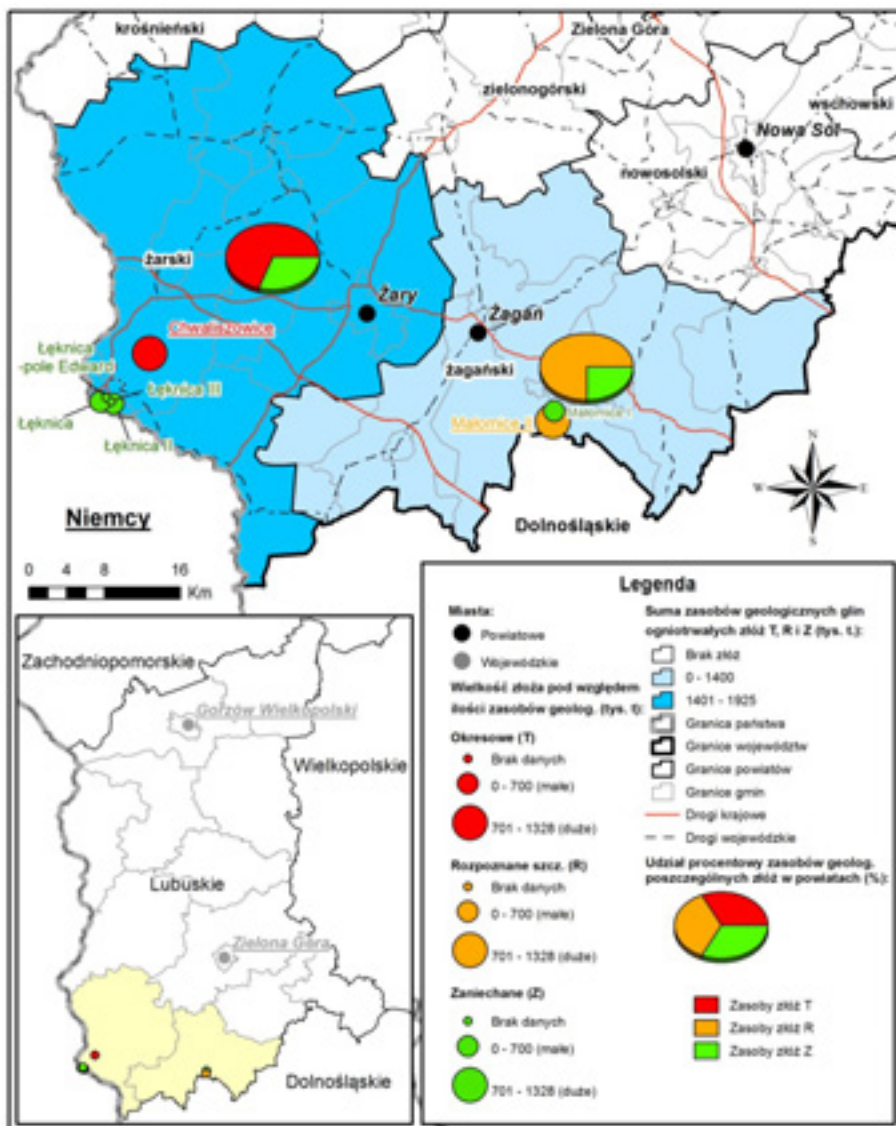 krośnieński
Zielona Góra
zielonogórski
wschowski
Nowa Sól
nowosolski
żarski
Żary
Chwaliszowice
Żagań
Łęknica
-pole Edward
Łęknica III
żagański
Łęknica
Małomice II
Małomice I
Łęknica II
N
W
E
S
Niemcy
Dolnośląskie
0 2 4 8 16
Km
Zachodniopomorskie
Gorzów Wielkopolski
Wielkopolskie
Lubuskie
Zielona Góra
Dolnośląskie
Legenda
Miasta:
Powiatowe
Wojewódzkie
Wielkość złoża pod względem
ilości zasobów geolog. (tys. t):
Okresowe (T)
Brak danych
0 - 700 (małe)
701 - 1328 (duże)
Rozpoznane szcz. (R)
Brak danych
0 - 700 (małe)
701 - 1328 (duże)
Zaniechane (Z)
Brak danych
0 - 700 (małe)
701 - 1328 (duże)
Suma zasobów geologicznych glin
ogniotrwałych złóż T, R i Z (tys. t.):
Brak złóż
0 - 1400
1401 - 1925
Granica państwa
Granice województw
Granice powiatów
Granice gmin
Drogi krajowe
Drogi wojewódzkie
Udział procentowy zasobów geolog.
poszczególnych złóż w powiatach (%):
Zasoby złóż T
Zasoby złóż R
Zasoby złóż Z